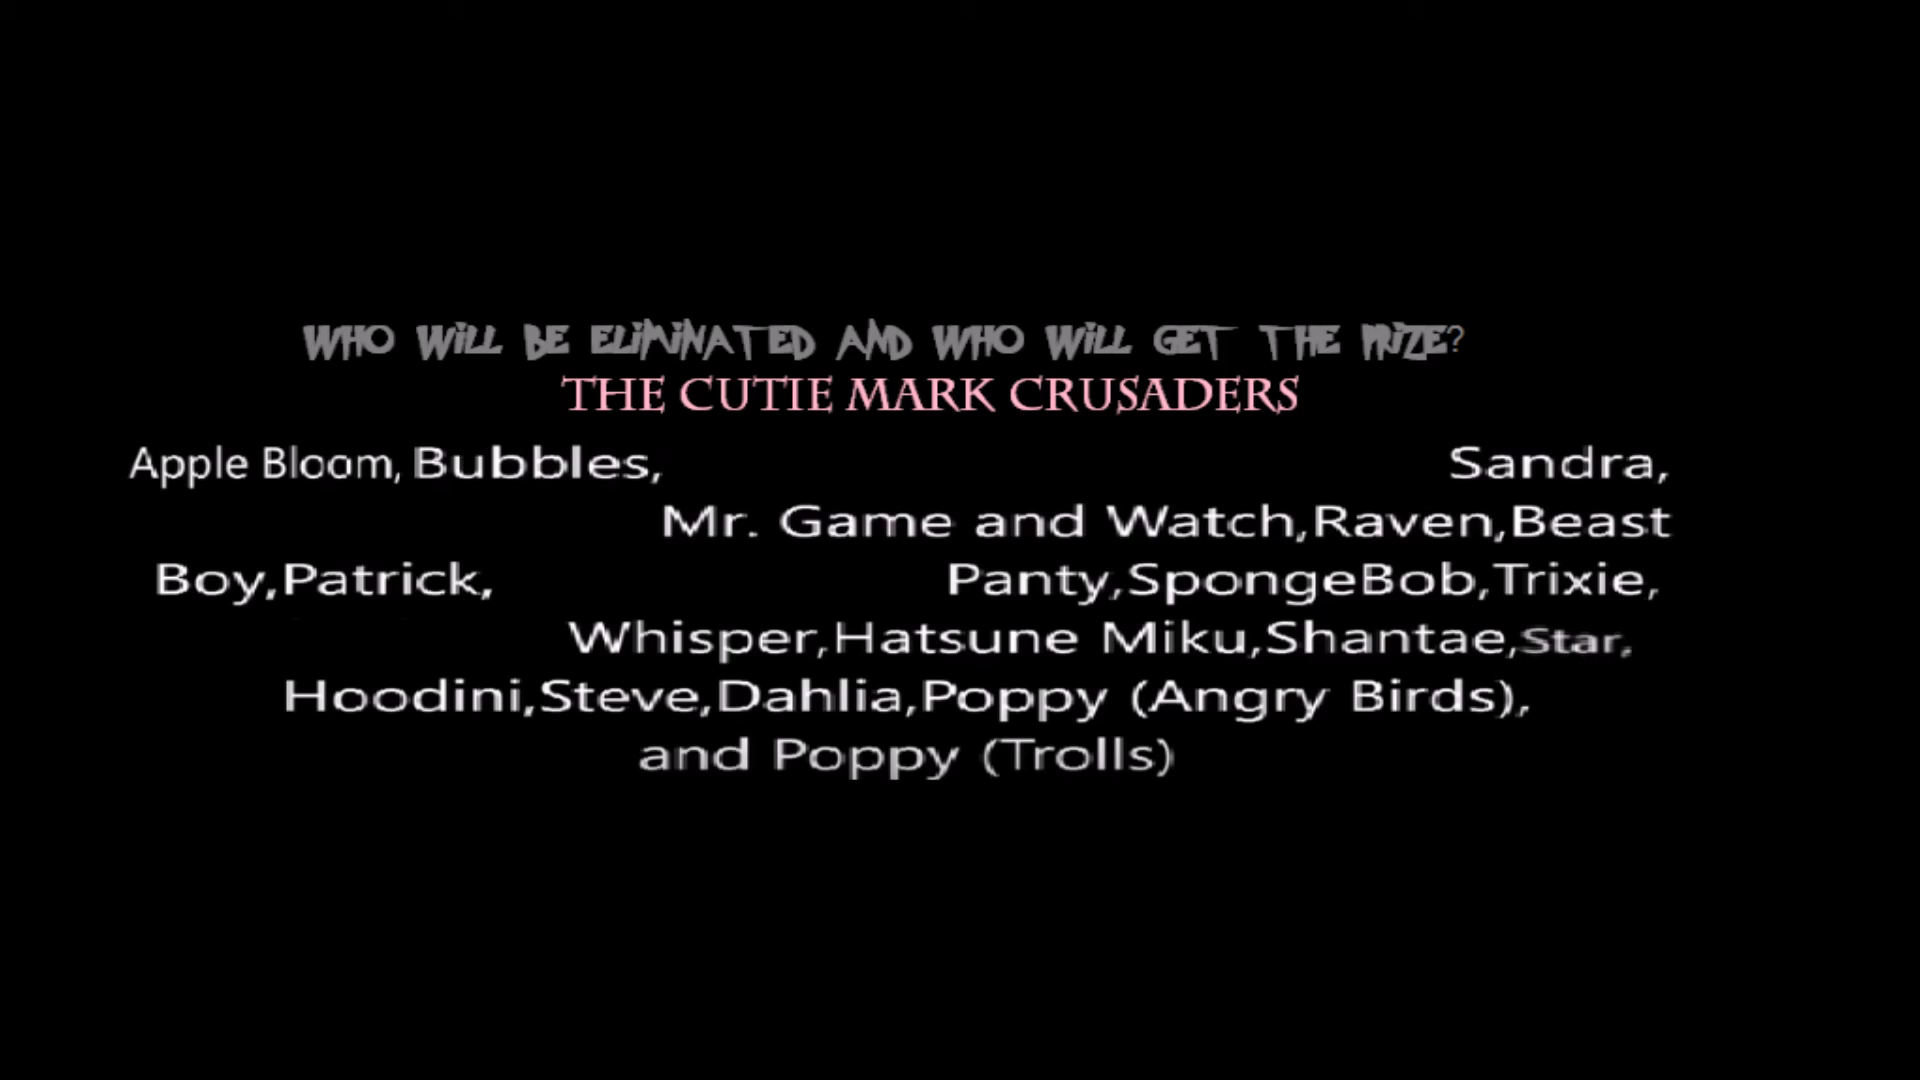 WHO WiLL BE ELiMiNATED AND WHO WiLL GET THE PRiZE?
THE CUTIE MARK CRUSADERS
Apple Bloom, Bubbles, Sandra,
Mr. Game and Watch,Raven,Beast
Boy,Patrick, Panty,SpongeBob,Trixie,
Whisper,Hatsune Miku,Shantae,Star,
Hoodini,Steve,Dahlia,Poppy (Angry Birds),
and Poppy (Trolls)